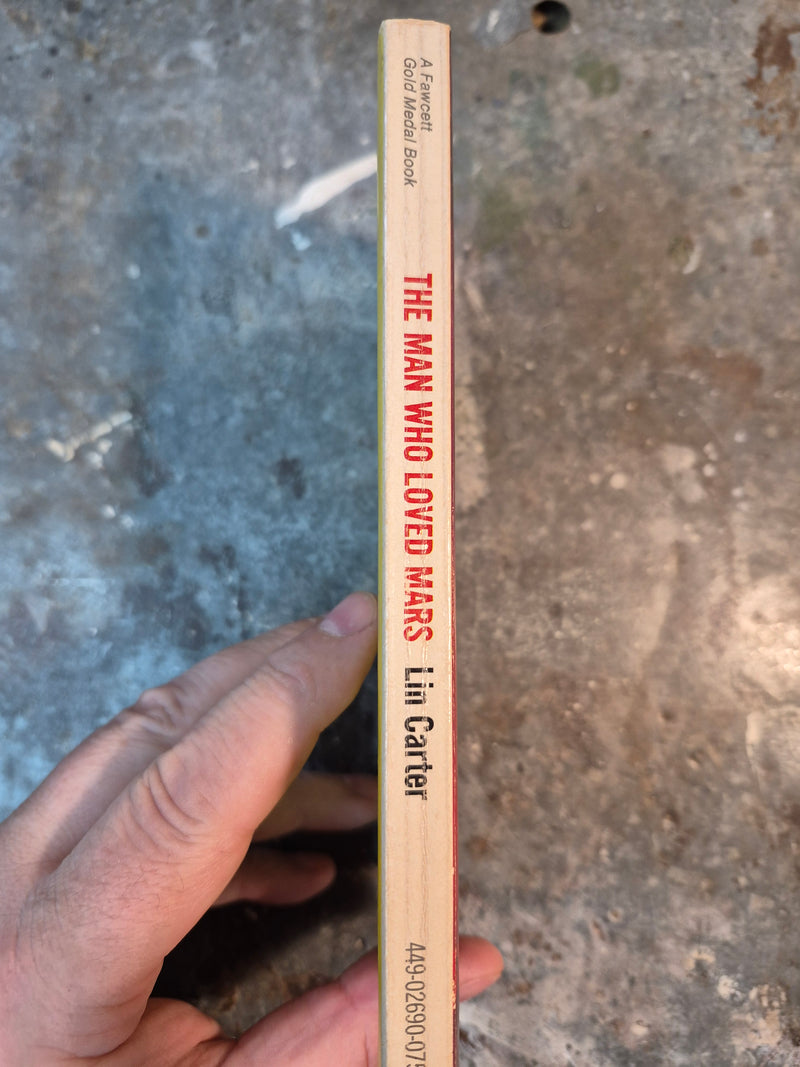 A Fawcett
Gold Medal Book
THE MAN WHO LOVED MARS Lin Carter
449-02690-075